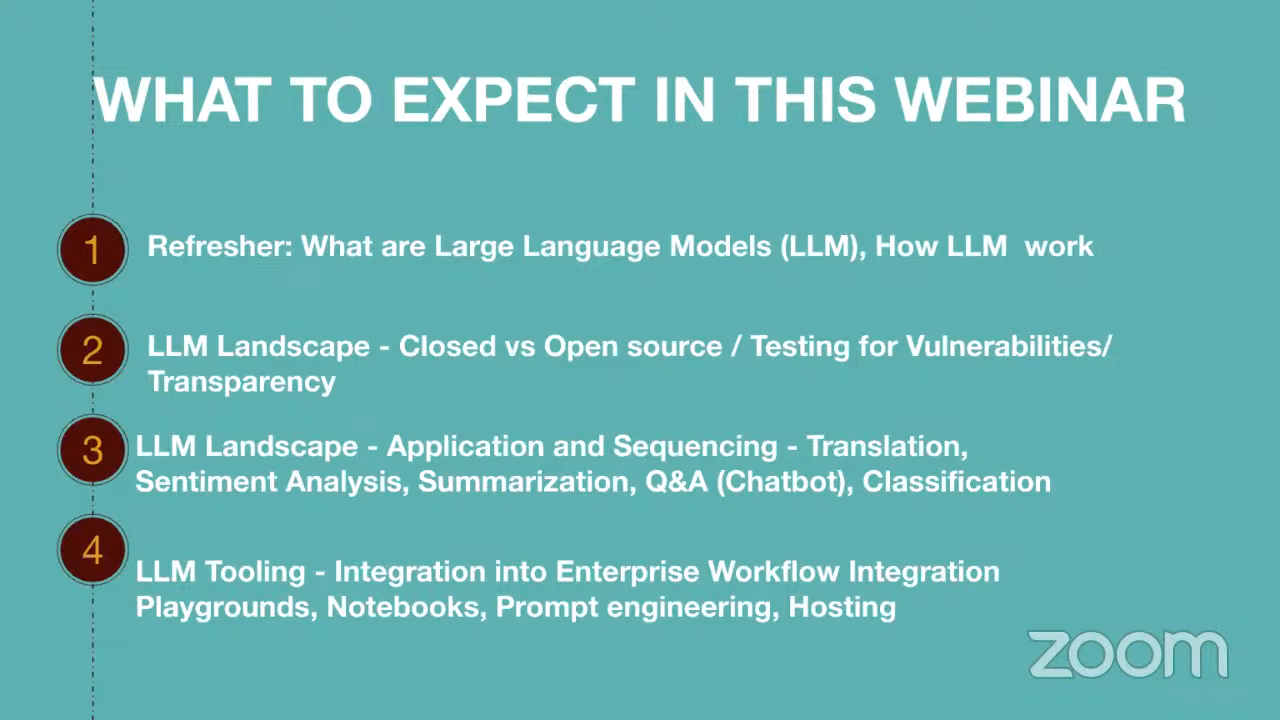 WHAT TO EXPECT IN THIS WEBINAR
1
Refresher: What are Large Language Models (LLM), How LLM  work
2
LLM Landscape - Closed vs Open source / Testing for Vulnerabilities/
Transparency
3
LLM Landscape - Application and Sequencing - Translation,
Sentiment Analysis, Summarization, Q&A (Chatbot), Classification
4
LLM Tooling - Integration into Enterprise Workflow Integration
Playgrounds, Notebooks, Prompt engineering, Hosting
zoom